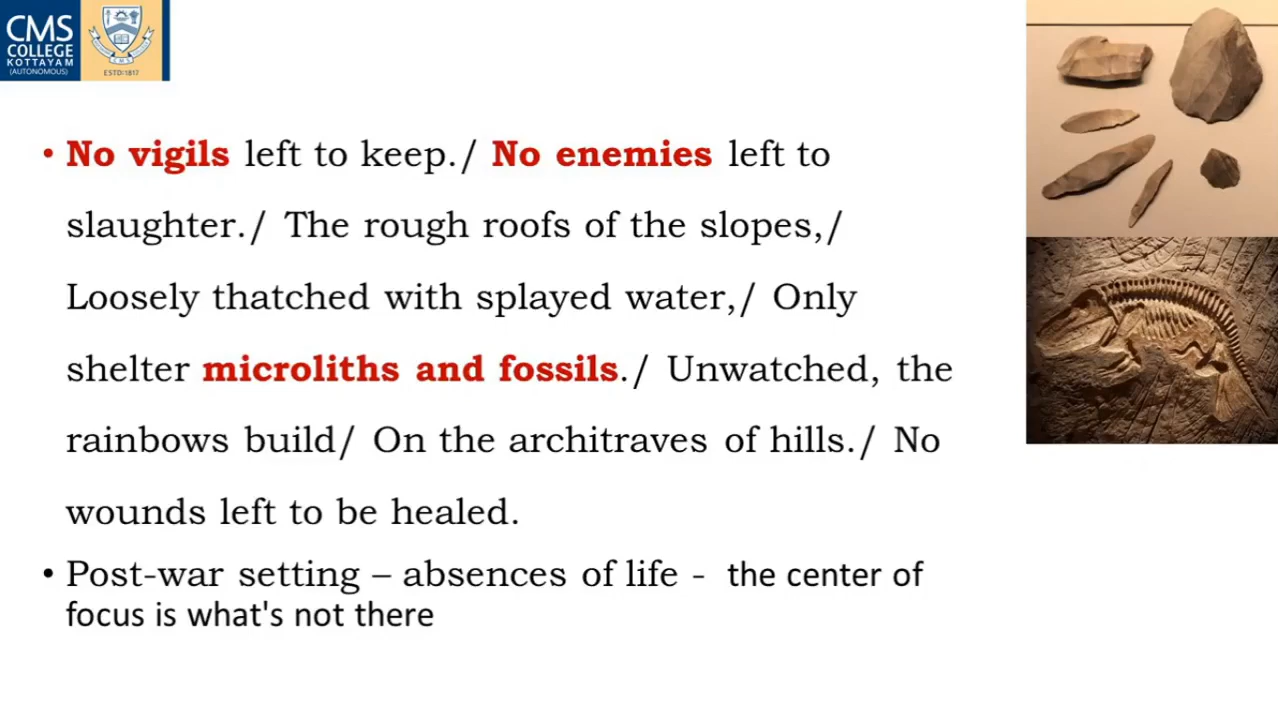 CMS
COLLEGE
KOTTAYAM
(AUTONOMOUS)
ESTD:1817
• No vigils left to keep./ No enemies left to
slaughter./ The rough roofs of the slopes,/
Loosely thatched with splayed water,/ Only
shelter microliths and fossils./ Unwatched, the
rainbows build/ On the architraves of hills./ No
wounds left to be healed.
• Post-war setting – absences of life - the center of
focus is what's not there